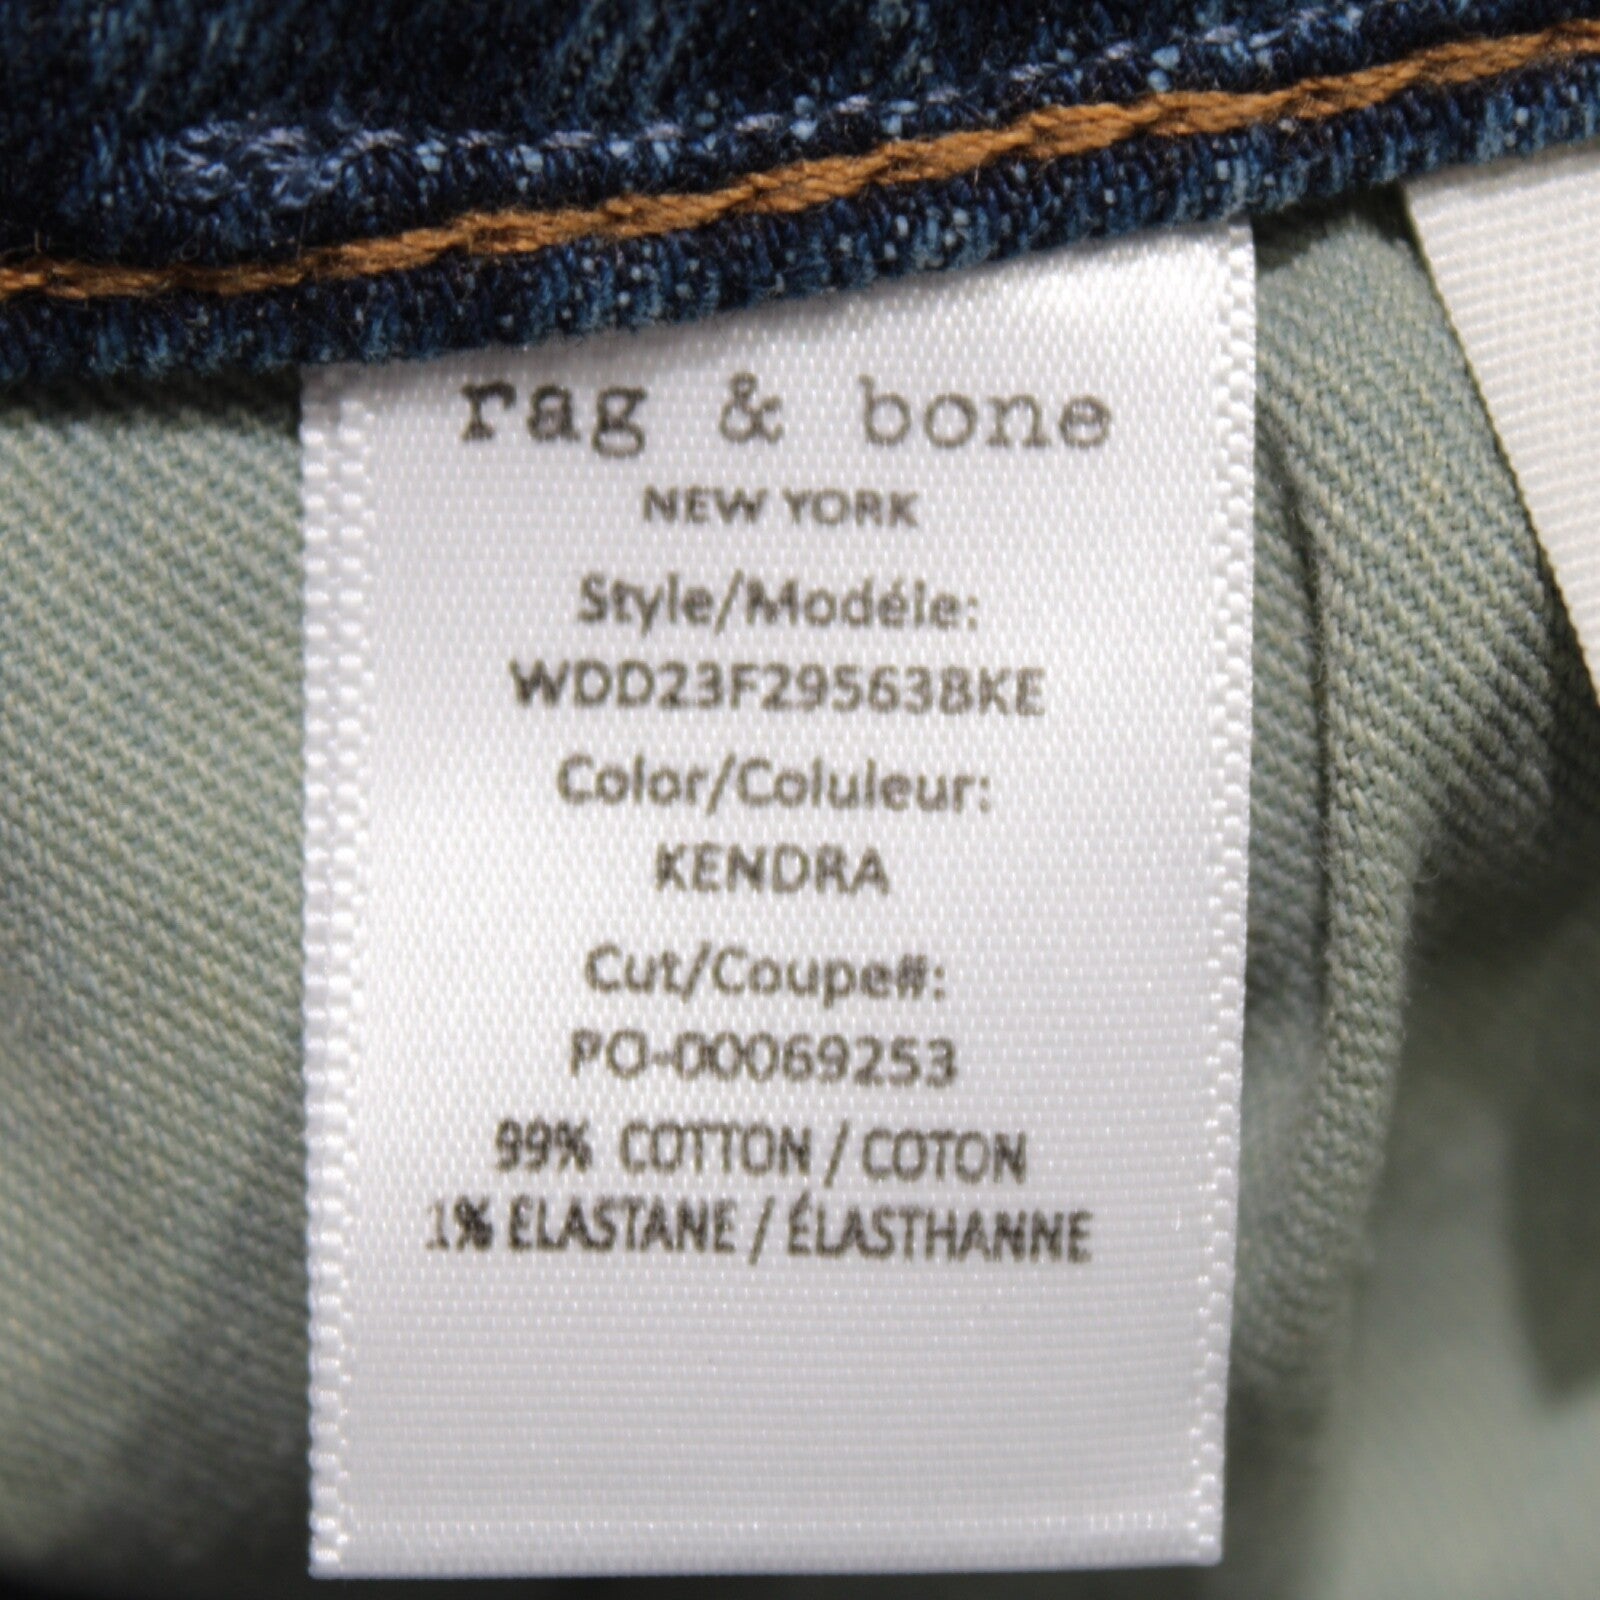 rag & bone
NEW YORK
Style/Modéle:
WDD23F29563BKE
Color/Coluleur:
KENDRA
Cut/Coupe#:
PO-00069253
99% COTTON / COTON
1% ELASTANE / ÉLASTHANNE